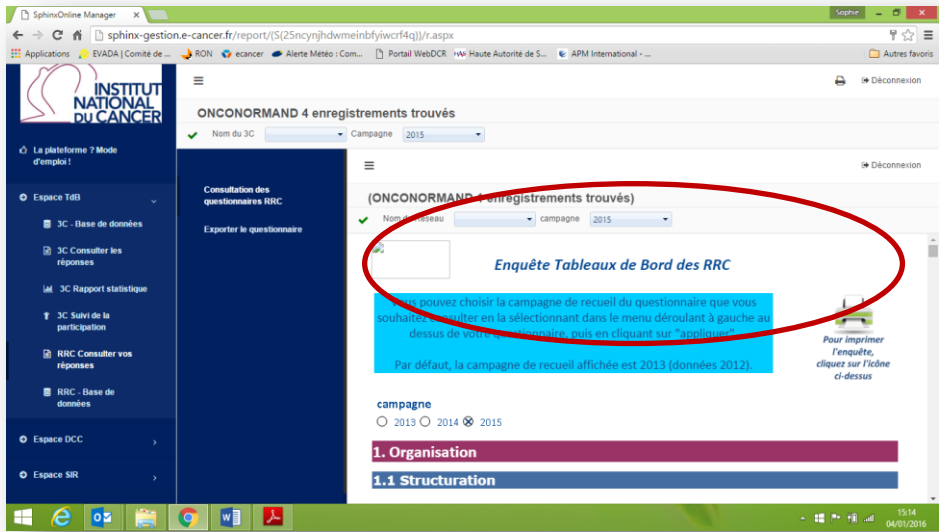 SphinxOnline Manager
Sophie
sphinx-gestion.e-cancer.fr/report/(S(25ncynjhdwmeinbfyiwcrf4q))/r.aspx
Applications
EVADA | Comité de ...
RON
ecancer
Alerte Météo : Com...
Portail WebDCR
HAS Haute Autorité de S...
APM International - ...
Autres favoris
INSTITUT
NATIONAL
DU CANCER
Déconnexion
ONCONORMAND 4 enregistrements trouvés
Nom du 3C
Campagne
2015
La plateforme ? Mode
d'emploi !
Espace TdB
3C - Base de données
3C Consulter les
réponses
3C Rapport statistique
3C Suivi de la
participation
RRC Consulter vos
réponses
RRC - Base de
données
Espace DCC
Espace SIR
Consultation des
questionnaires RRC
Exporter le questionnaire
Déconnexion
(ONCONORMAND 4 enregistrements trouvés)
Nom du Réseau
campagne
2015
Enquête Tableaux de Bord des RRC
Vous pouvez choisir la campagne de recueil du questionnaire que vous
souhaitez consulter en la sélectionnant dans le menu déroulant à gauche au
dessus de votre questionnaire, puis en cliquant sur "appliquer"
Par défaut, la campagne de recueil affichée est 2013 (données 2012).
Pour imprimer
l'enquête,
cliquez sur l'icône
ci-dessus
campagne
2013 2014 2015
1. Organisation
1.1 Structuration
15:14
04/01/2016